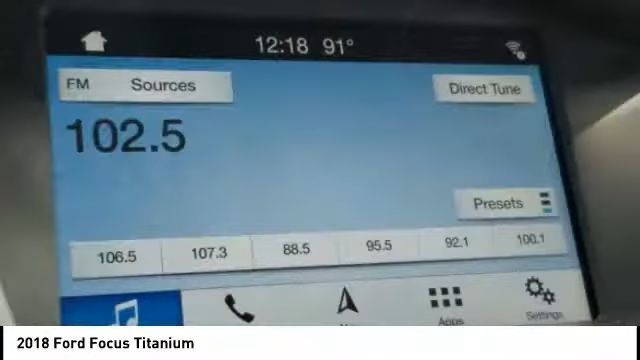 12:18 91°
FM Sources Direct Tune
102.5
Presets
106.5 107.3 88.5 95.5 92.1 100.1
Apps Settings
2018 Ford Focus Titanium